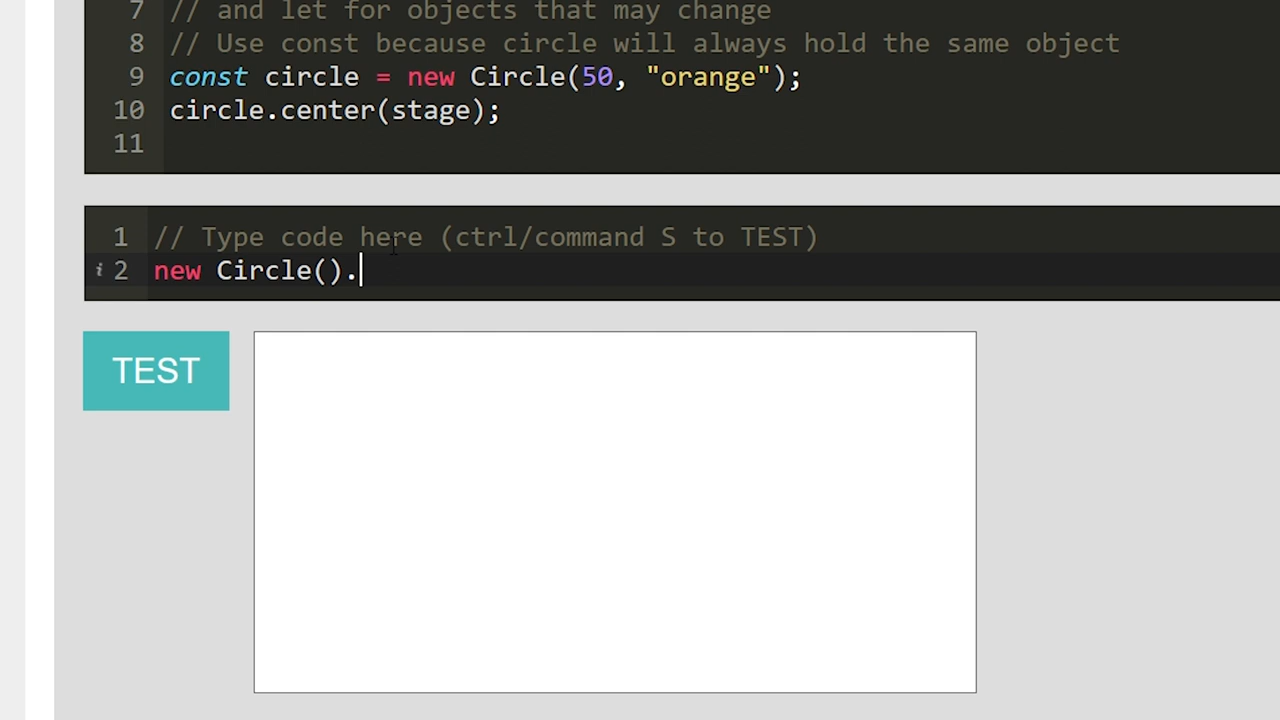 7 // and let for objects that may change
8 // Use const because circle will always hold the same object
9 const circle = new Circle(50, "orange");
10 circle.center(stage);
11
1 // Type code here (ctrl/command S to TEST)
i 2 new Circle().
TEST